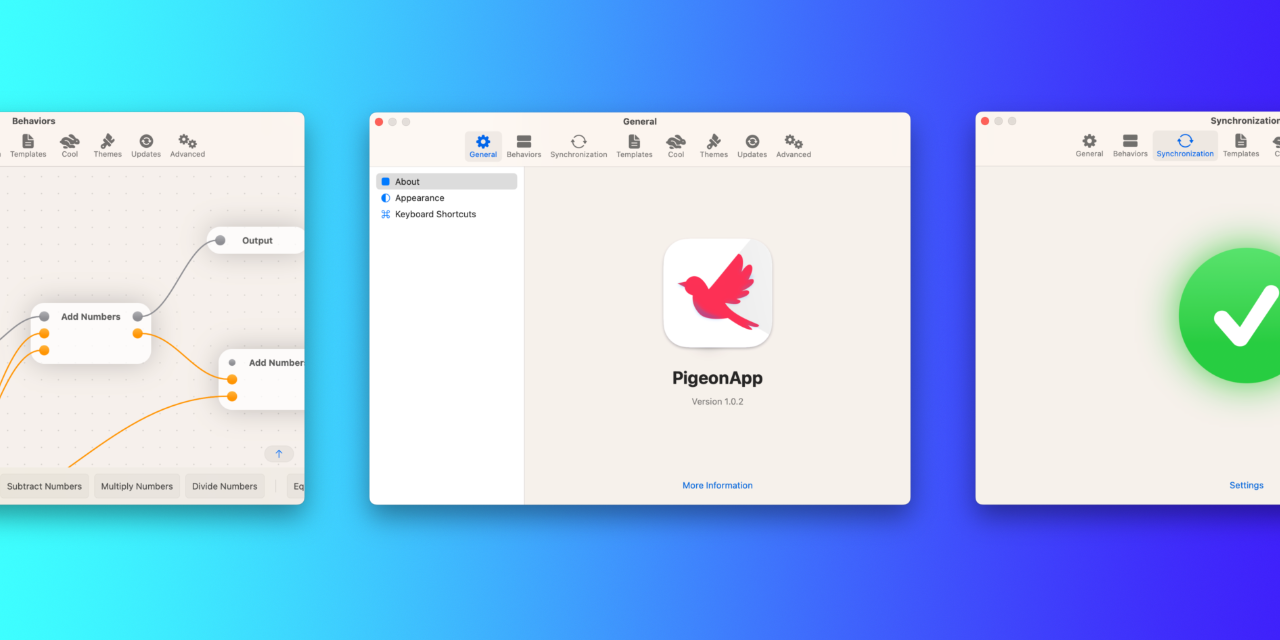 Behaviors
Templates Cool Themes Updates Advanced
Output
Add Numbers
Add Number
Subtract Numbers Multiply Numbers Divide Numbers Eq
General
General Behaviors Synchronization Templates Cool Themes Updates Advanced
About
Appearance
Keyboard Shortcuts
PigeonApp
Version 1.0.2
More Information
Synchronization
General Behaviors Synchronization Templates C
Settings